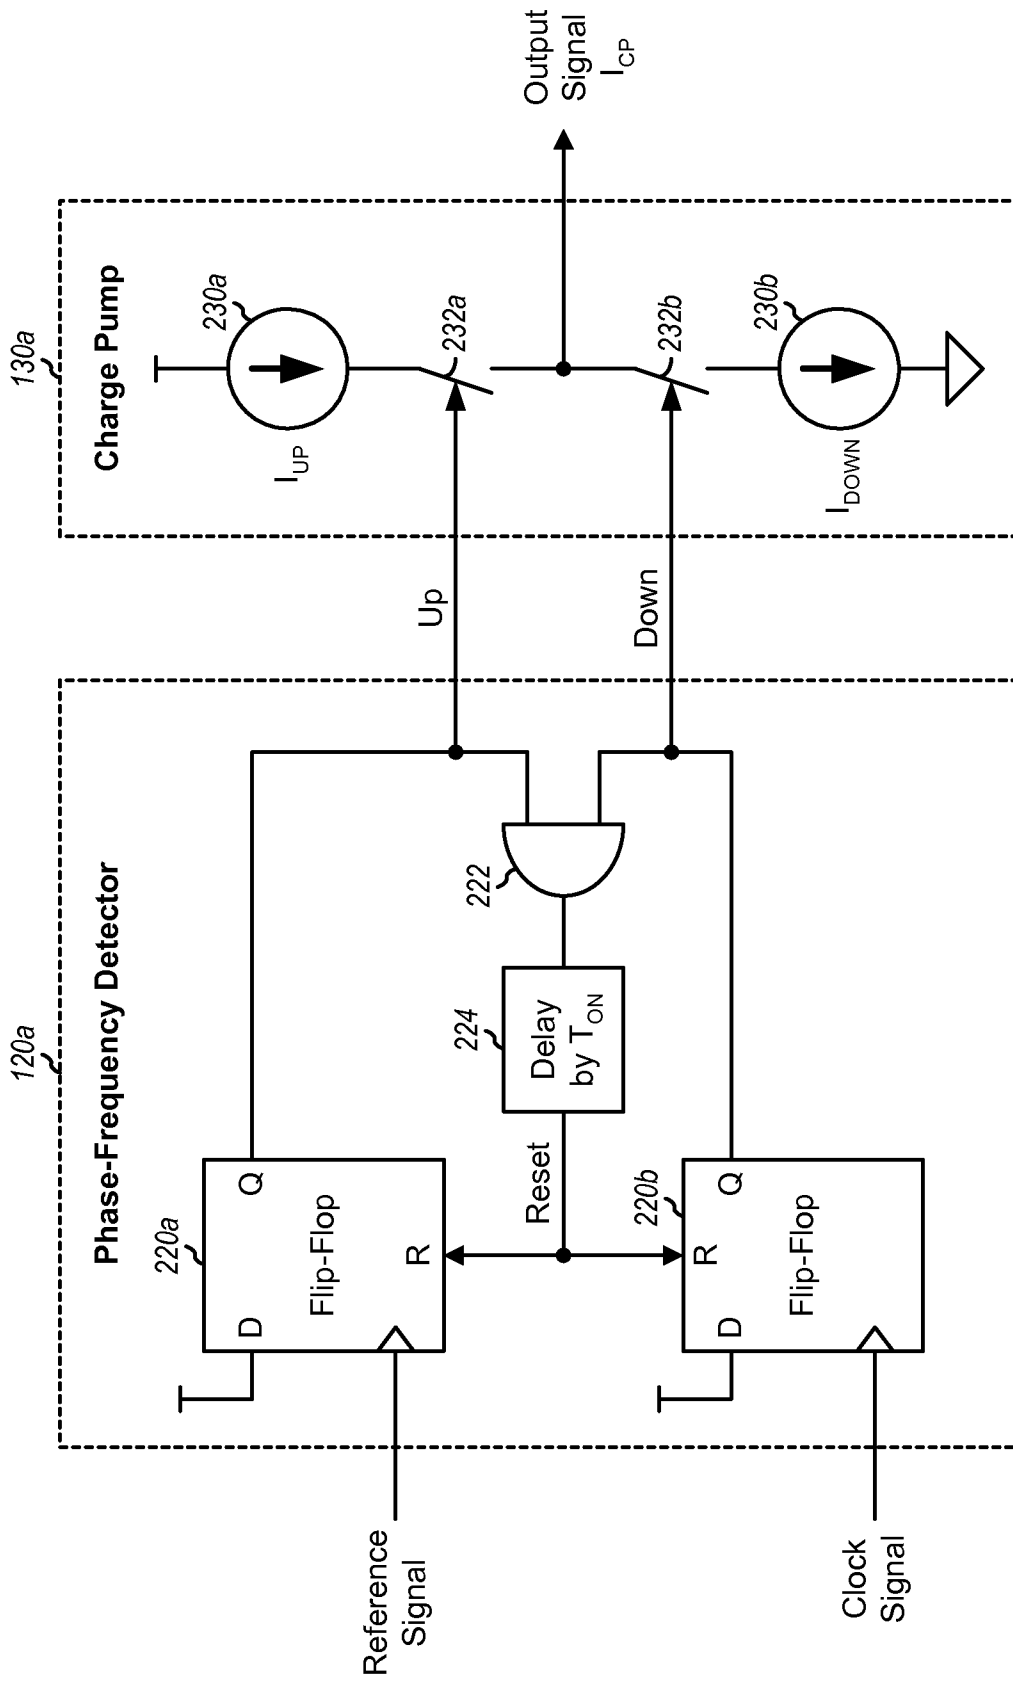 120a
130a
Phase-Frequency Detector
Charge Pump
220a
D
Q
Flip-Flop
R
Reference
Signal
Reset
224
Delay
by T_ON
222
Up
Down
230a
I_UP
232a
232b
Output
Signal
I_CP
230b
I_DOWN
220b
R
D
Q
Flip-Flop
Clock
Signal